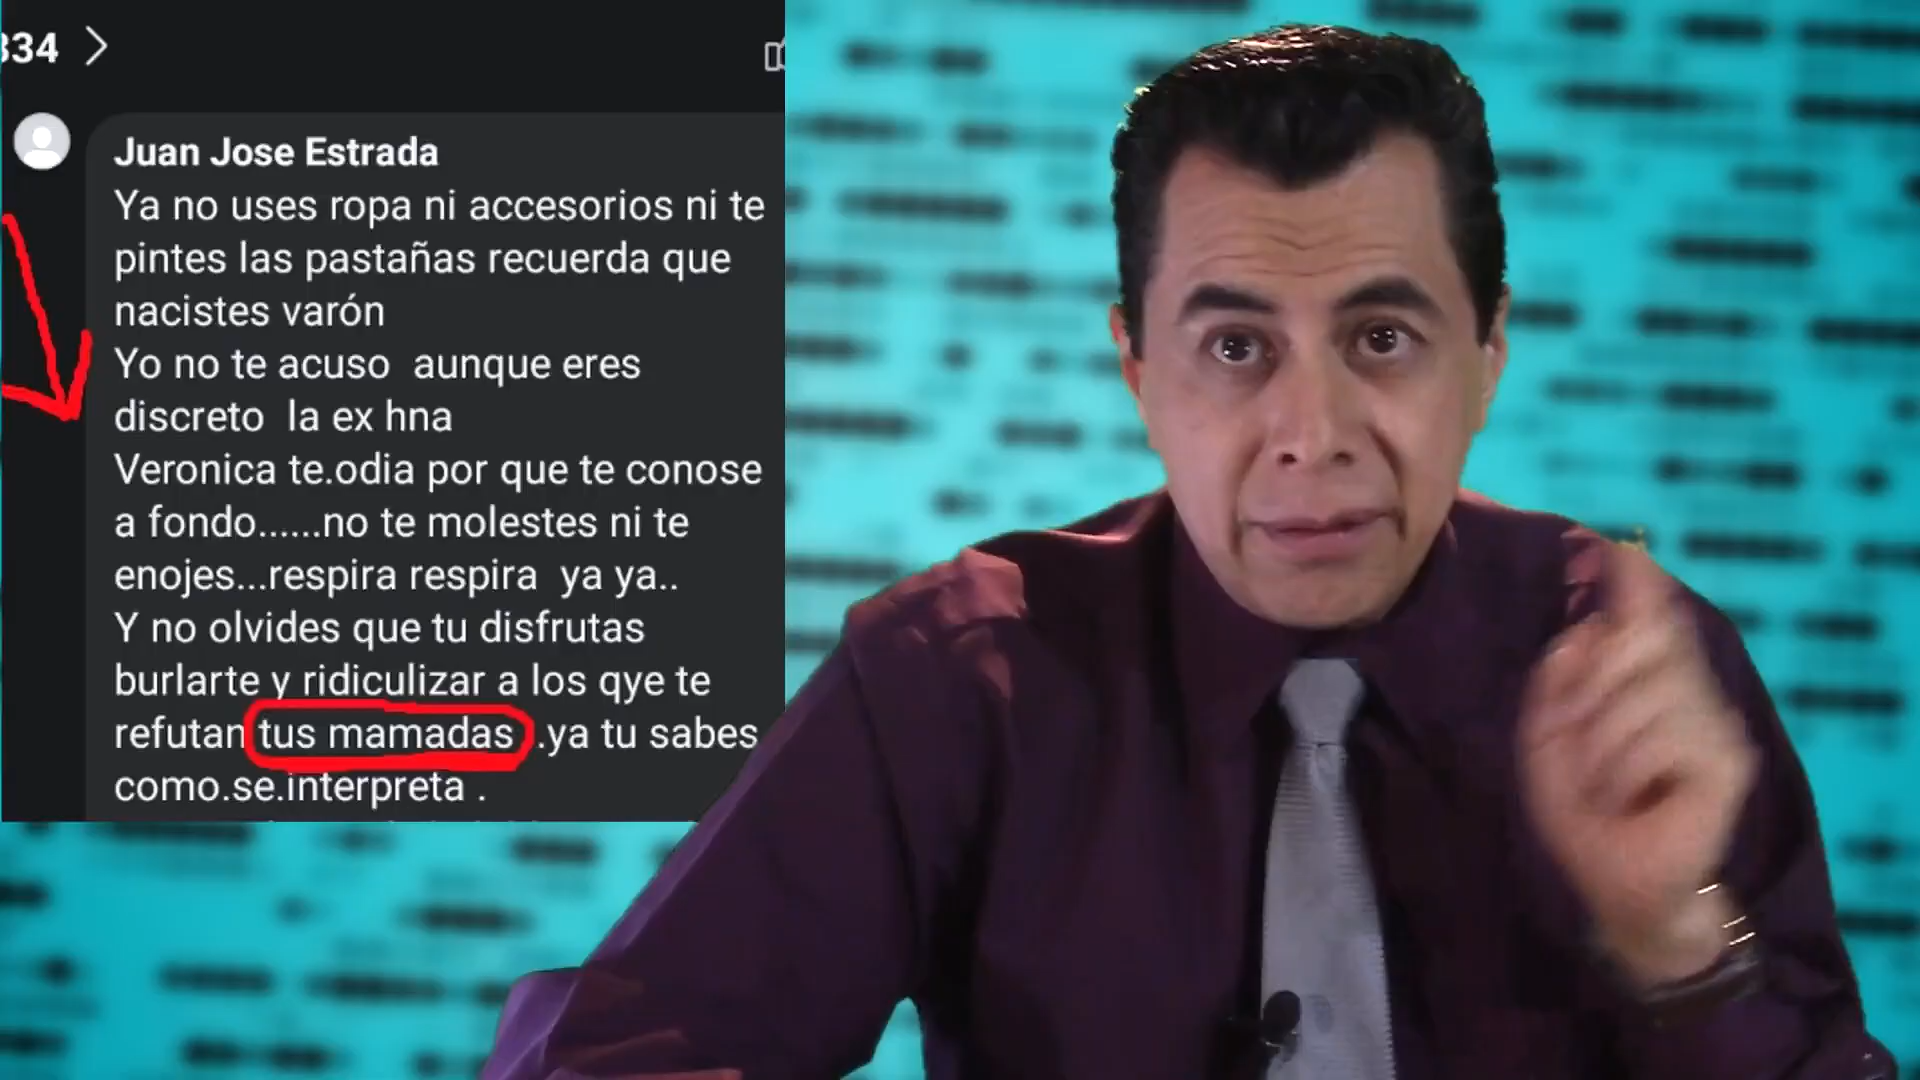 334 >
Juan Jose Estrada
Ya no uses ropa ni accesorios ni te
pintes las pastañas recuerda que
nacistes varón
Yo no te acuso  aunque eres
discreto  la ex hna
Veronica te.odia por que te conose
a fondo......no te molestes ni te
enojes...respira respira  ya ya..
Y no olvides que tu disfrutas
burlarte y ridiculizar a los qye te
refutan tus mamadas .ya tu sabes
como.se.interpreta .